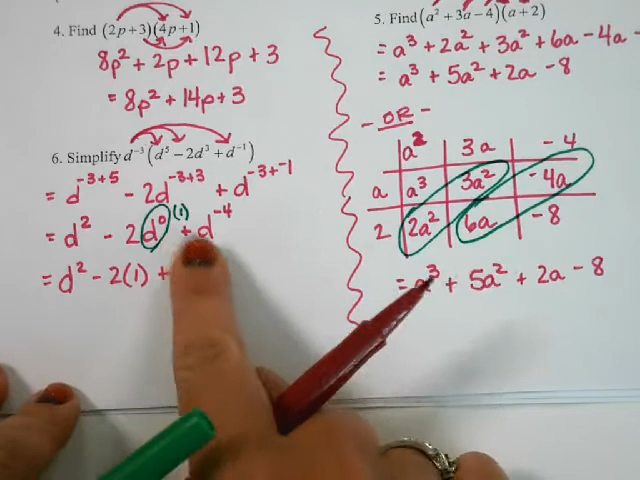 4. Find (2p+3)(4p+1)
8p² + 2p + 12p + 3
= 8p² + 14p + 3
6. Simplify d⁻³(d⁵ − 2d³ + d⁻¹)
= d⁻³⁺⁵ − 2d⁻³⁺³ + d⁻³⁺⁻¹
= d² − 2d⁰ (1) + d⁻⁴
= d² − 2(1) +
5. Find (a² + 3a − 4)(a + 2)
= a³ + 2a² + 3a² + 6a − 4a −
= a³ + 5a² + 2a − 8
- OR -
a² 3a −4
a a³ 3a² −4a
2 2a² 6a −8
= a³ + 5a² + 2a − 8